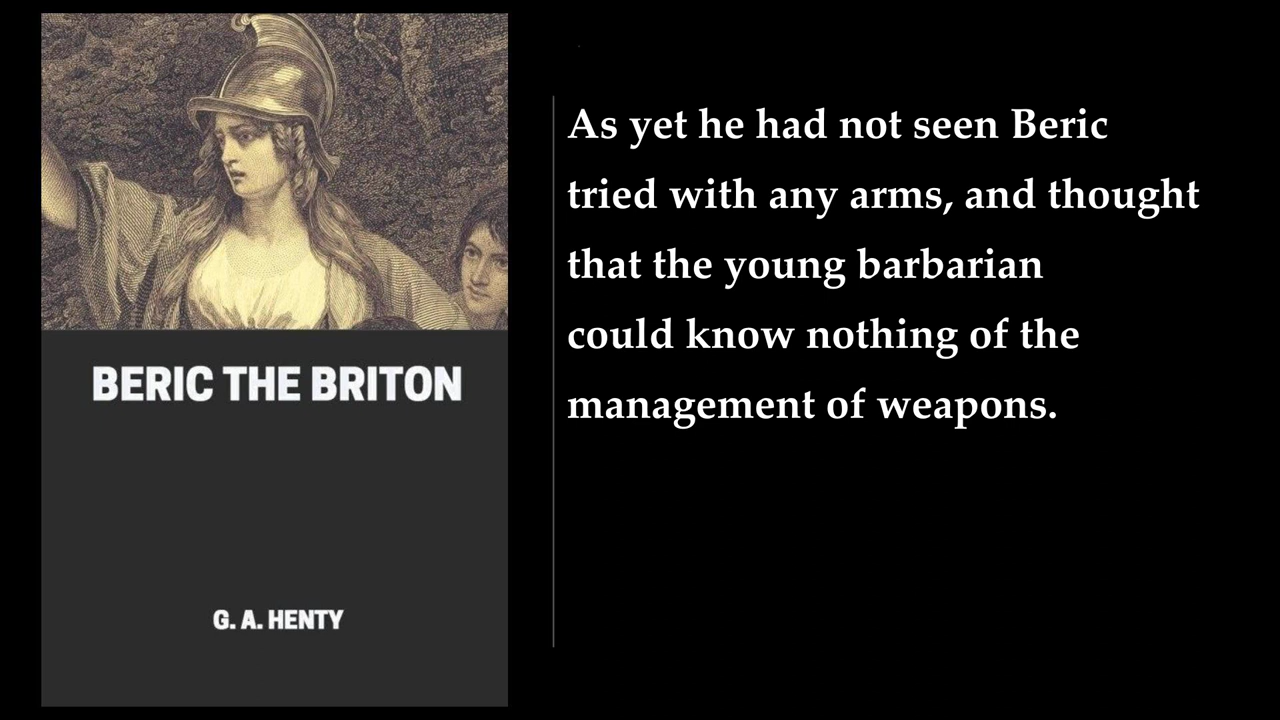 BERIC THE BRITON
G. A. HENTY
As yet he had not seen Beric
tried with any arms, and thought
that the young barbarian
could know nothing of the
management of weapons.